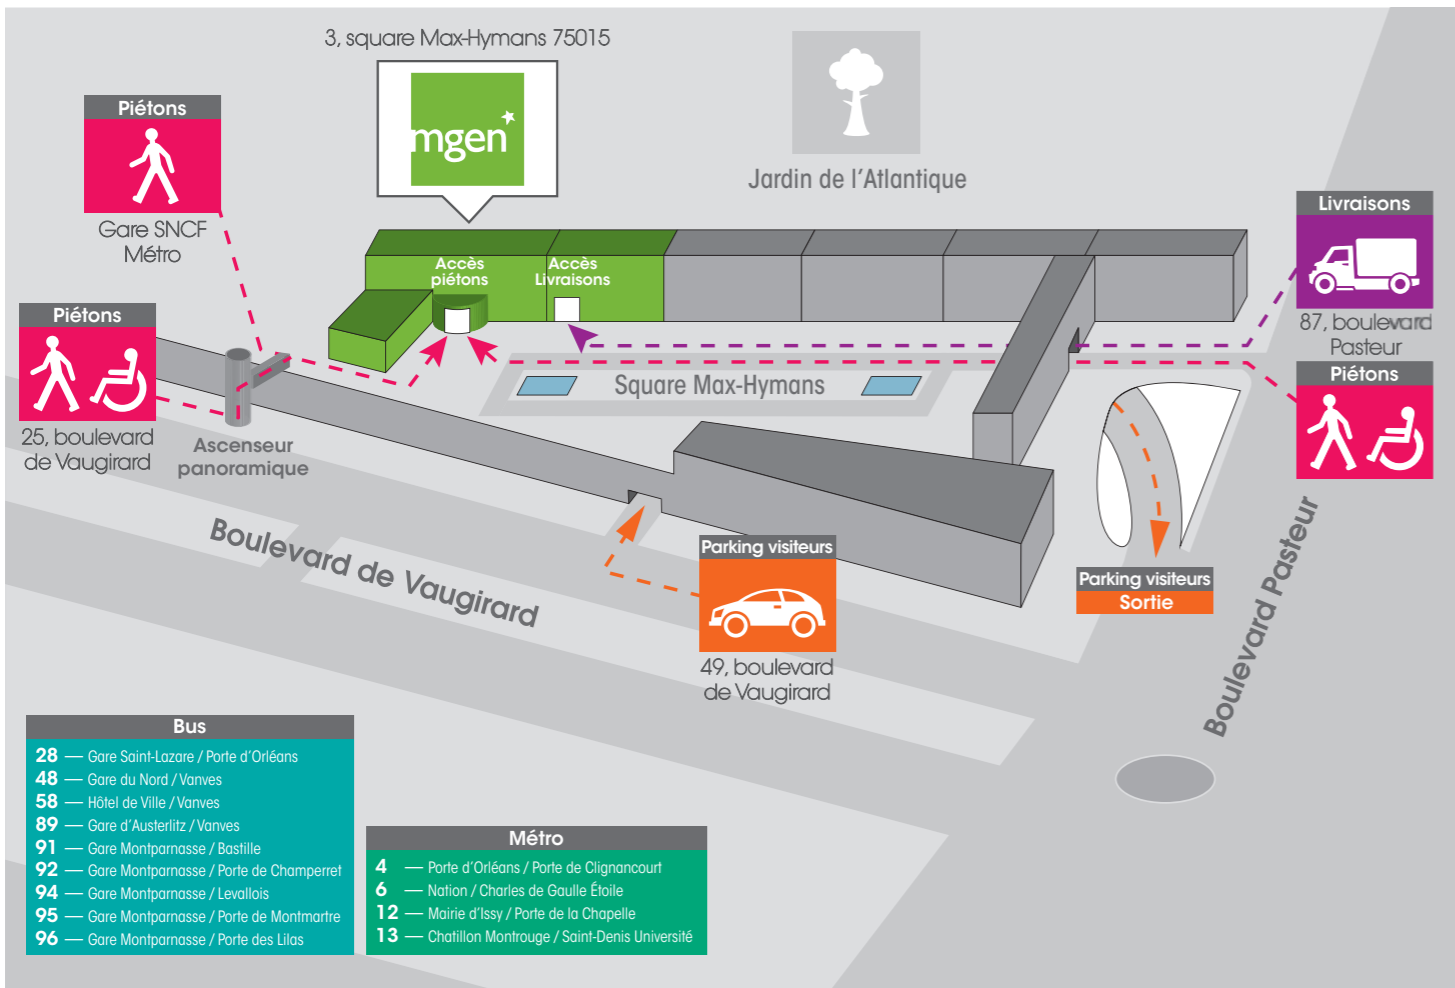 3, square Max-Hymans 75015
mgen
Piétons
Gare SNCF
Métro
Jardin de l'Atlantique
Livraisons
87, boulevard
Pasteur
Accès
piétons
Accès
Livraisons
Piétons
25, boulevard
de Vaugirard
Ascenseur
panoramique
Square Max-Hymans
Piétons
Boulevard de Vaugirard
Parking visiteurs
49, boulevard
de Vaugirard
Parking visiteurs
Sortie
Boulevard Pasteur
Bus
28 — Gare Saint-Lazare / Porte d'Orléans
48 — Gare du Nord / Vanves
58 — Hôtel de Ville / Vanves
89 — Gare d'Austerlitz / Vanves
91 — Gare Montparnasse / Bastille
92 — Gare Montparnasse / Porte de Champerret
94 — Gare Montparnasse / Levallois
95 — Gare Montparnasse / Porte de Montmartre
96 — Gare Montparnasse / Porte des Lilas
Métro
4 — Porte d'Orléans / Porte de Clignancourt
6 — Nation / Charles de Gaulle Étoile
12 — Mairie d'Issy / Porte de la Chapelle
13 — Chatillon Montrouge / Saint-Denis Université